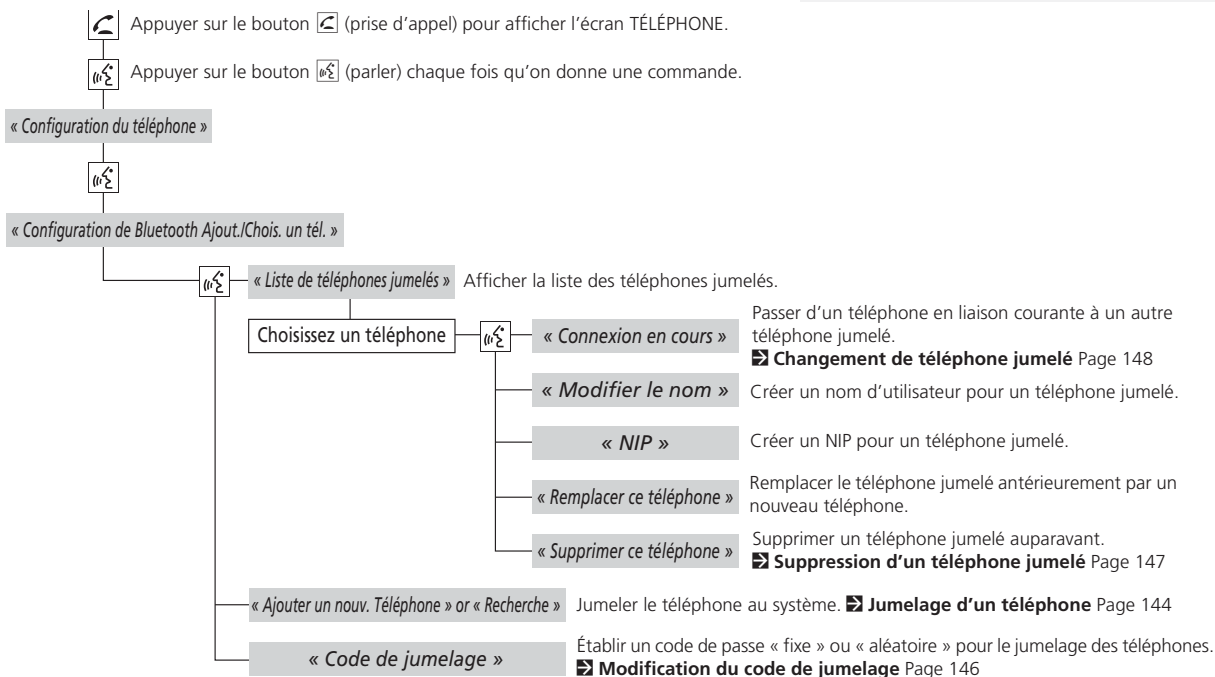 Appuyer sur le bouton (prise d'appel) pour afficher l'écran TÉLÉPHONE.
Appuyer sur le bouton (parler) chaque fois qu'on donne une commande.
« Configuration du téléphone »
« Configuration de Bluetooth Ajout./Chois. un tél. »
« Liste de téléphones jumelés » Afficher la liste des téléphones jumelés.
Choisissez un téléphone
« Connexion en cours »
Passer d'un téléphone en liaison courante à un autre
téléphone jumelé.
Changement de téléphone jumelé Page 148
« Modifier le nom » Créer un nom d'utilisateur pour un téléphone jumelé.
« NIP » Créer un NIP pour un téléphone jumelé.
« Remplacer ce téléphone »
Remplacer le téléphone jumelé antérieurement par un
nouveau téléphone.
« Supprimer ce téléphone »
Supprimer un téléphone jumelé auparavant.
Suppression d'un téléphone jumelé Page 147
« Ajouter un nouv. Téléphone » or « Recherche » Jumeler le téléphone au système. Jumelage d'un téléphone Page 144
« Code de jumelage »
Établir un code de passe « fixe » ou « aléatoire » pour le jumelage des téléphones.
Modification du code de jumelage Page 146